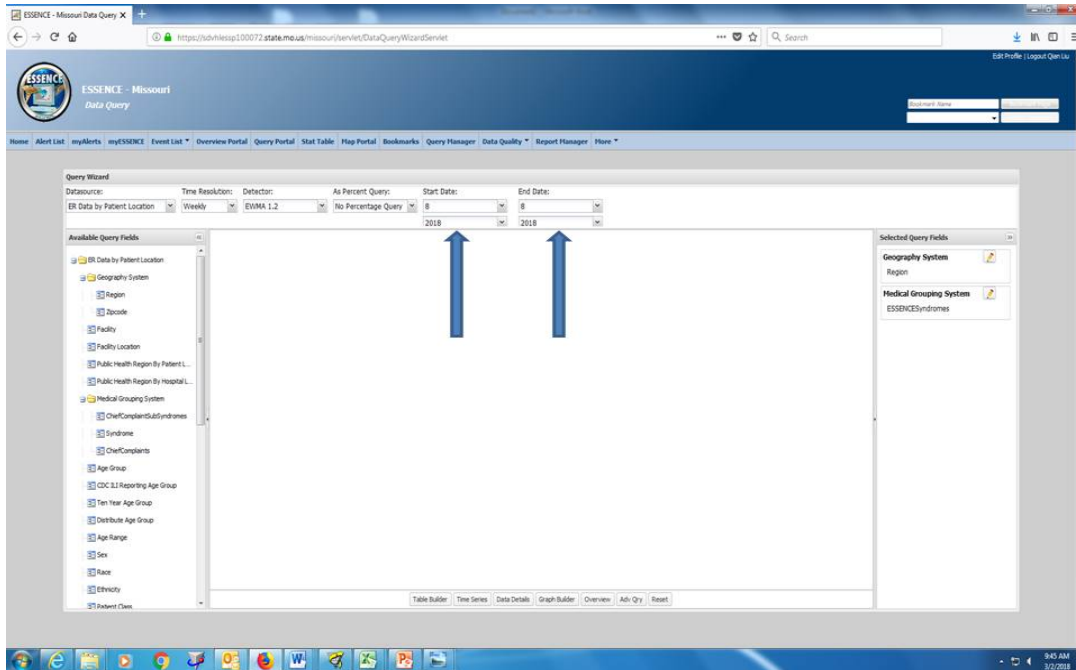 ESSENCE - Missouri Data Query
https://sdvhlessp100072.state.mo.us/missouri/servlet/DataQueryWizardServlet
Search
Edit Profile | Logout Qian Liu
ESSENCE
ESSENCE - Missouri
Data Query
Bookmark Name
Home Alert List myAlerts myESSENCE Event List Overview Portal Query Portal Stat Table Map Portal Bookmarks Query Manager Data Quality Report Manager More
Query Wizard
Datasource: Time Resolution: Detector: As Percent Query: Start Date: End Date:
ER Data by Patient Location Weekly EWMA 1.2 No Percentage Query 8 8
2018 2018
Available Query Fields
ER Data by Patient Location
Geography System
Region
Zipcode
Facility
Facility Location
Public Health Region By Patient L...
Public Health Region By Hospital L...
Medical Grouping System
ChiefComplaintSubSyndromes
Syndrome
ChiefComplaints
Age Group
CDC ILI Reporting Age Group
Ten Year Age Group
Distribute Age Group
Age Range
Sex
Race
Ethnicity
Patient Class
Selected Query Fields
Geography System
Region
Medical Grouping System
ESSENCESyndromes
Table Builder Time Series Data Details Graph Builder Overview Adv Qry Reset
9:45 AM
3/2/2018